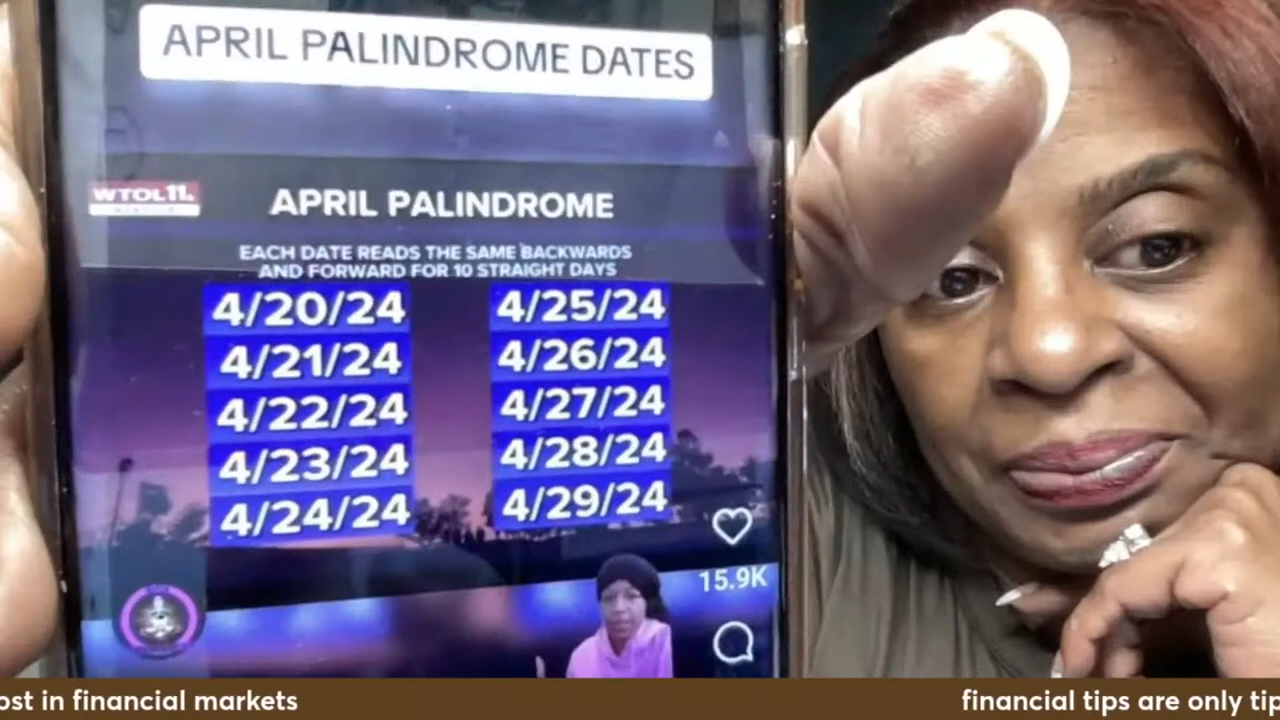 APRIL PALINDROME DATES
WTOL11
APRIL PALINDROME
EACH DATE READS THE SAME BACKWARDS
AND FORWARD FOR 10 STRAIGHT DAYS
4/20/24
4/21/24
4/22/24
4/23/24
4/24/24
4/25/24
4/26/24
4/27/24
4/28/24
4/29/24
15.9K
ost in financial markets
financial tips are only tip